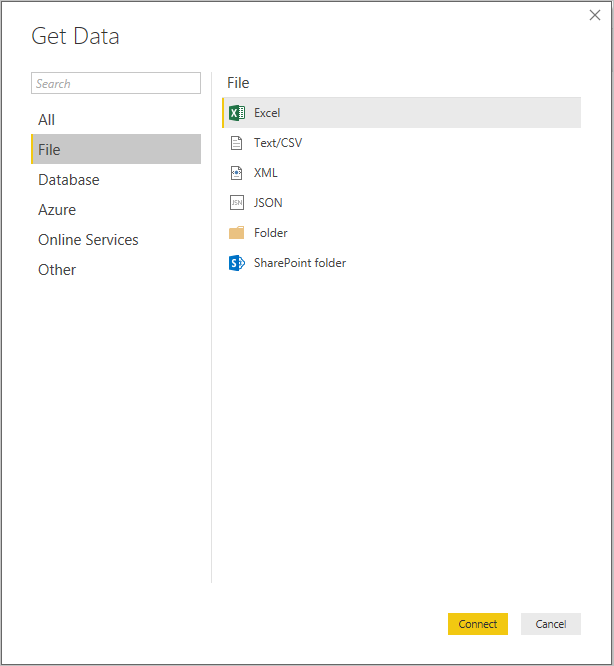 Get Data
Search
All
File
Database
Azure
Online Services
Other
File
Excel
Text/CSV
XML
JSON
Folder
SharePoint folder
Connect
Cancel